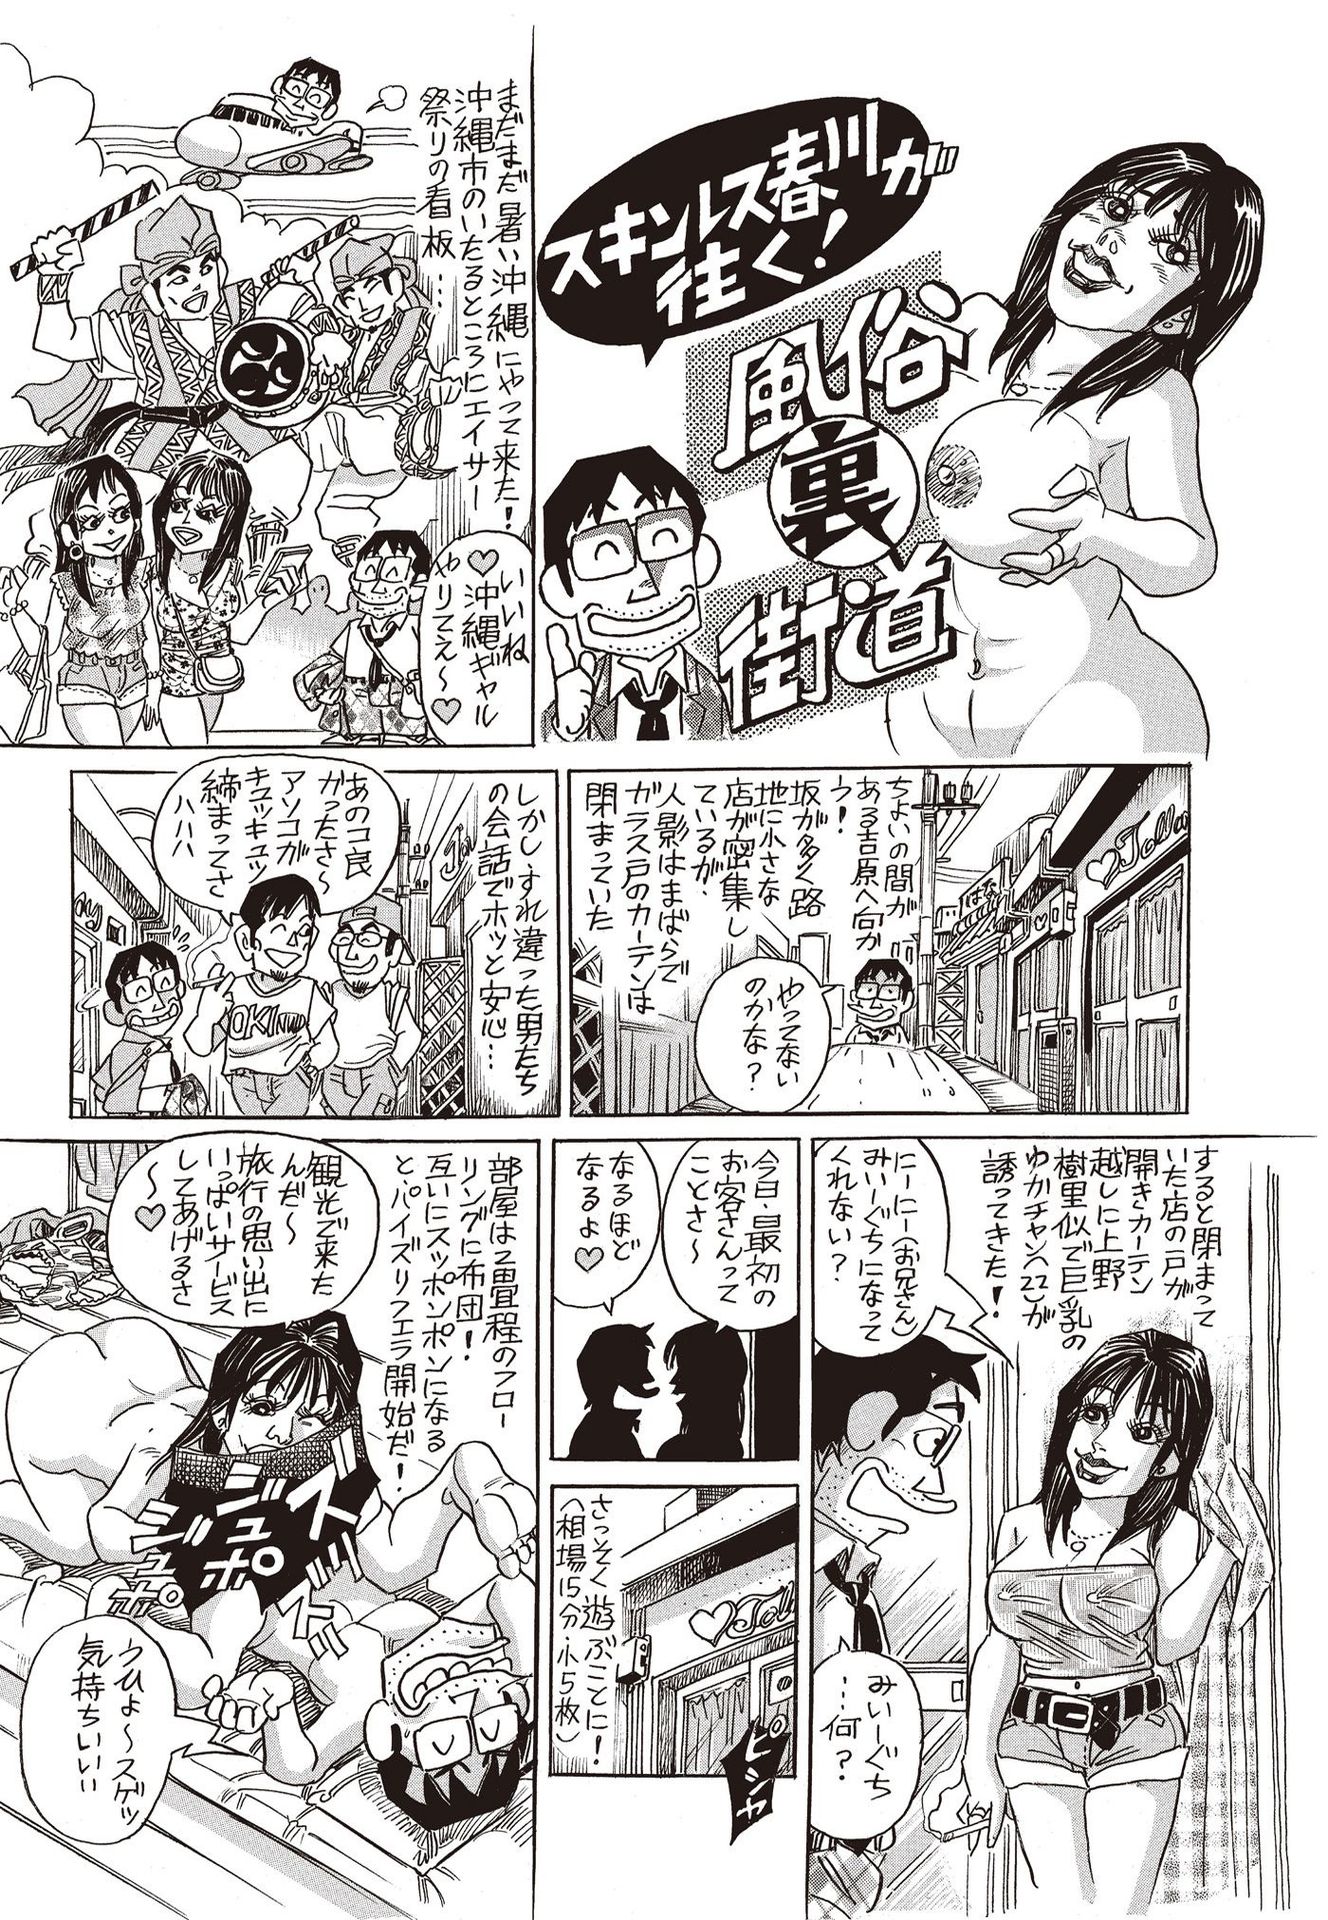 スキンレス春川が
往く!
風俗
裏
街道
まだまだ暑い沖縄にやって来た!
沖縄市のいたるところにエイサー
祭りの看板…
いいね
♥沖縄ギャル
ヤリてえ~♥
ちょいの間が
ある吉原へ向か
う!
坂が多く路
地に小さな
店が密集し
ているが、
人影はまばらで
ガラス戸のカーテンは
閉まっていた
やってない
のかな?
はな
♥
しかし、すれ違った男たち
の会話でホッと安心…
あのコ良
かったさぁ~
アソコが
キュッキュッ
締まってさ
ハハハ
OKI
すると閉まって
いた店の戸が
開きカーテン
越しに上野
樹里似で巨乳の
ゆかチャン(22)が
誘ってきた!
にーにー(お兄さん)
みいーぐちになって
くれない?
みいーぐち
…何?
今日、最初の
お客さんって
ことさ~
なるほど
なるよ♥
さっそく遊ぶことに!
(相場15分小5枚)
ピシャ
部屋は2畳程のフロー
リングに布団!
互いにスッポンポンになる
と、パイズリフェラ開始だ!
観光で来た
んだ~
旅行の思い出に
いっぱいサービス
してあげるさ
~♥
ジュポ
ジュポ
ズズッ
うひょ~スゲッ
気持ちいい